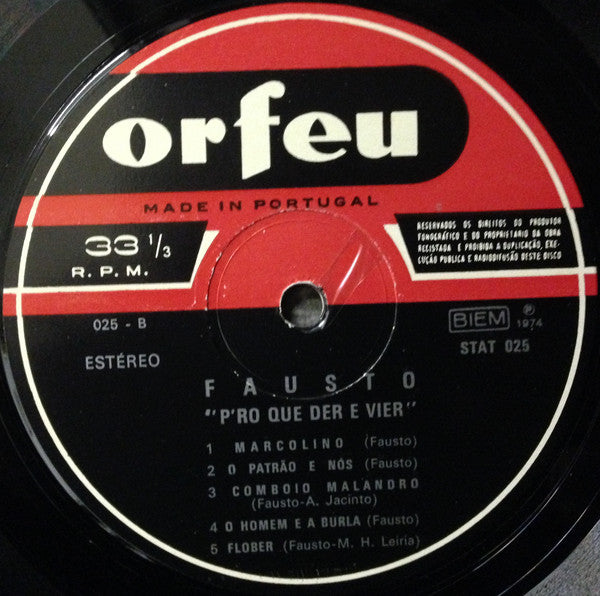 orfeu
MADE IN PORTUGAL
33 1/3
R. P. M.
RESERVADOS OS DIREITOS DO PRODUTOR
FONOGRÁFICO E DO PROPRIETÁRIO DA OBRA
REGISTADA E PROIBIDA A DUPLICAÇÃO, EXE-
CUÇÃO PUBLICA E RADIODIFUSÃO DESTE DISCO
025 - B
ESTÉREO
BIEM ℗ 1974
STAT 025
FAUSTO
"P'RO QUE DER E VIER"
1 MARCOLINO (Fausto)
2 O PATRÃO E NÓS (Fausto)
3 COMBOIO MALANDRO
(Fausto-A. Jacinto)
4 O HOMEM E A BURLA (Fausto)
5 FLOBER (Fausto-M. H. Leiria)